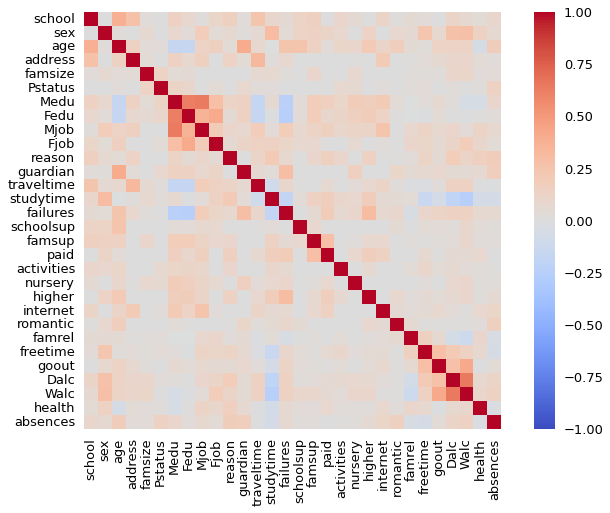 school
sex
age
address
famsize
Pstatus
Medu
Fedu
Mjob
Fjob
reason
guardian
traveltime
studytime
failures
schoolsup
famsup
paid
activities
nursery
higher
internet
romantic
famrel
freetime
goout
Dalc
Walc
health
absences
school
sex
age
address
famsize
Pstatus
Medu
Fedu
Mjob
Fjob
reason
guardian
traveltime
studytime
failures
schoolsup
famsup
paid
activities
nursery
higher
internet
romantic
famrel
freetime
goout
Dalc
Walc
health
absences
1.00
0.75
0.50
0.25
0.00
−0.25
−0.50
−0.75
−1.00